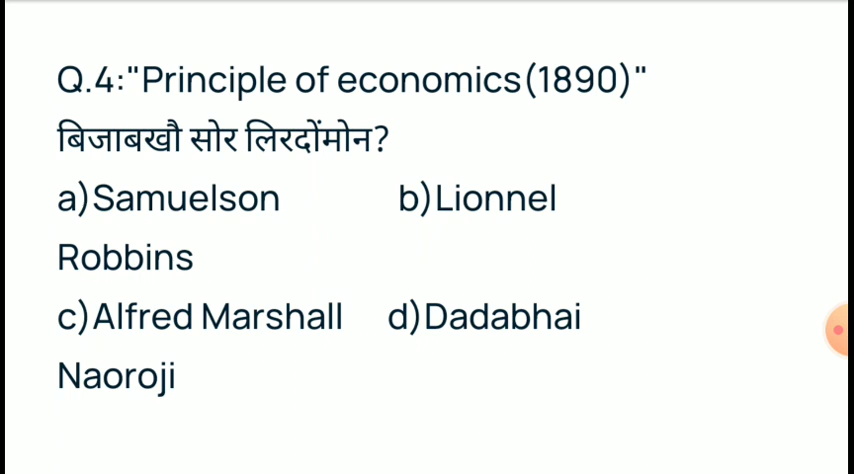 Q.4:"Principle of economics(1890)"
बिजाबखौ सोर लिरदोंमोन?
a)Samuelson b)Lionnel
Robbins
c)Alfred Marshall d)Dadabhai
Naoroji